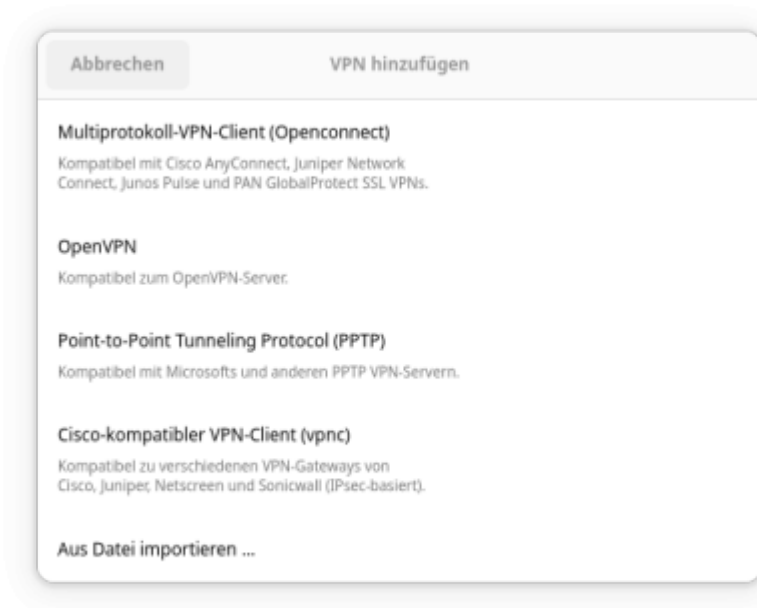 Abbrechen
VPN hinzufügen
Multiprotokoll-VPN-Client (Openconnect)
Kompatibel mit Cisco AnyConnect, Juniper Network
Connect, Junos Pulse und PAN GlobalProtect SSL VPNs.
OpenVPN
Kompatibel zum OpenVPN-Server.
Point-to-Point Tunneling Protocol (PPTP)
Kompatibel mit Microsofts und anderen PPTP VPN-Servern.
Cisco-kompatibler VPN-Client (vpnc)
Kompatibel zu verschiedenen VPN-Gateways von
Cisco, Juniper, Netscreen und Sonicwall (IPsec-basiert).
Aus Datei importieren ...